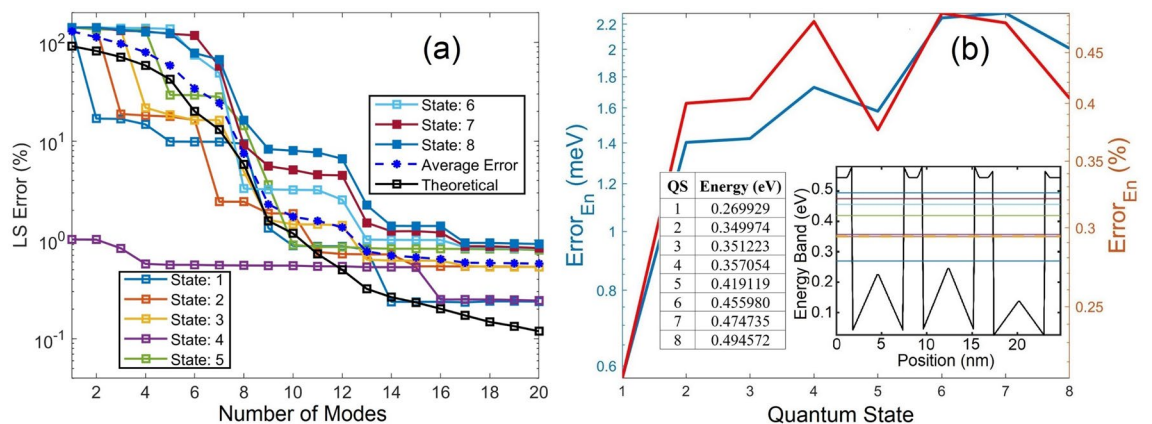 (a)
LS Error (%)
10²
10¹
10⁰
10⁻¹
State: 6
State: 7
State: 8
Average Error
Theoretical
State: 1
State: 2
State: 3
State: 4
State: 5
2 4 6 8 10 12 14 16 18 20
Number of Modes
(b)
Error_En (meV)
2.2
2
1.8
1.6
1.4
1.2
1
0.8
0.6
QS Energy (eV)
1 0.269929
2 0.349974
3 0.351223
4 0.357054
5 0.419119
6 0.455980
7 0.474735
8 0.494572
Energy Band (eV)
0.5
0.4
0.3
0.2
0.1
0 5 10 15 20
Position (nm)
0.45
0.4
0.35
0.3
0.25
Error_En (%)
1 2 3 4 5 6 7 8
Quantum State